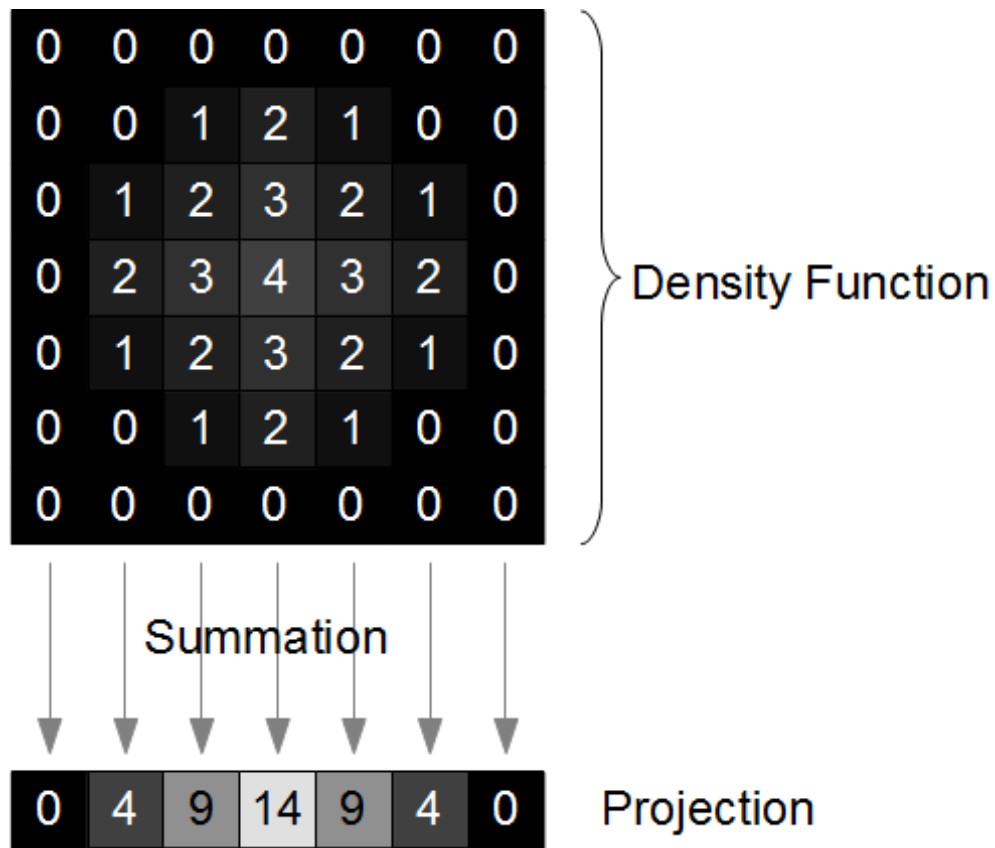 0 0 0 0 0 0 0
0 0 1 2 1 0 0
0 1 2 3 2 1 0
0 2 3 4 3 2 0
Density Function
0 1 2 3 2 1 0
0 0 1 2 1 0 0
0 0 0 0 0 0 0
Summation
0 4 9 14 9 4 0
Projection